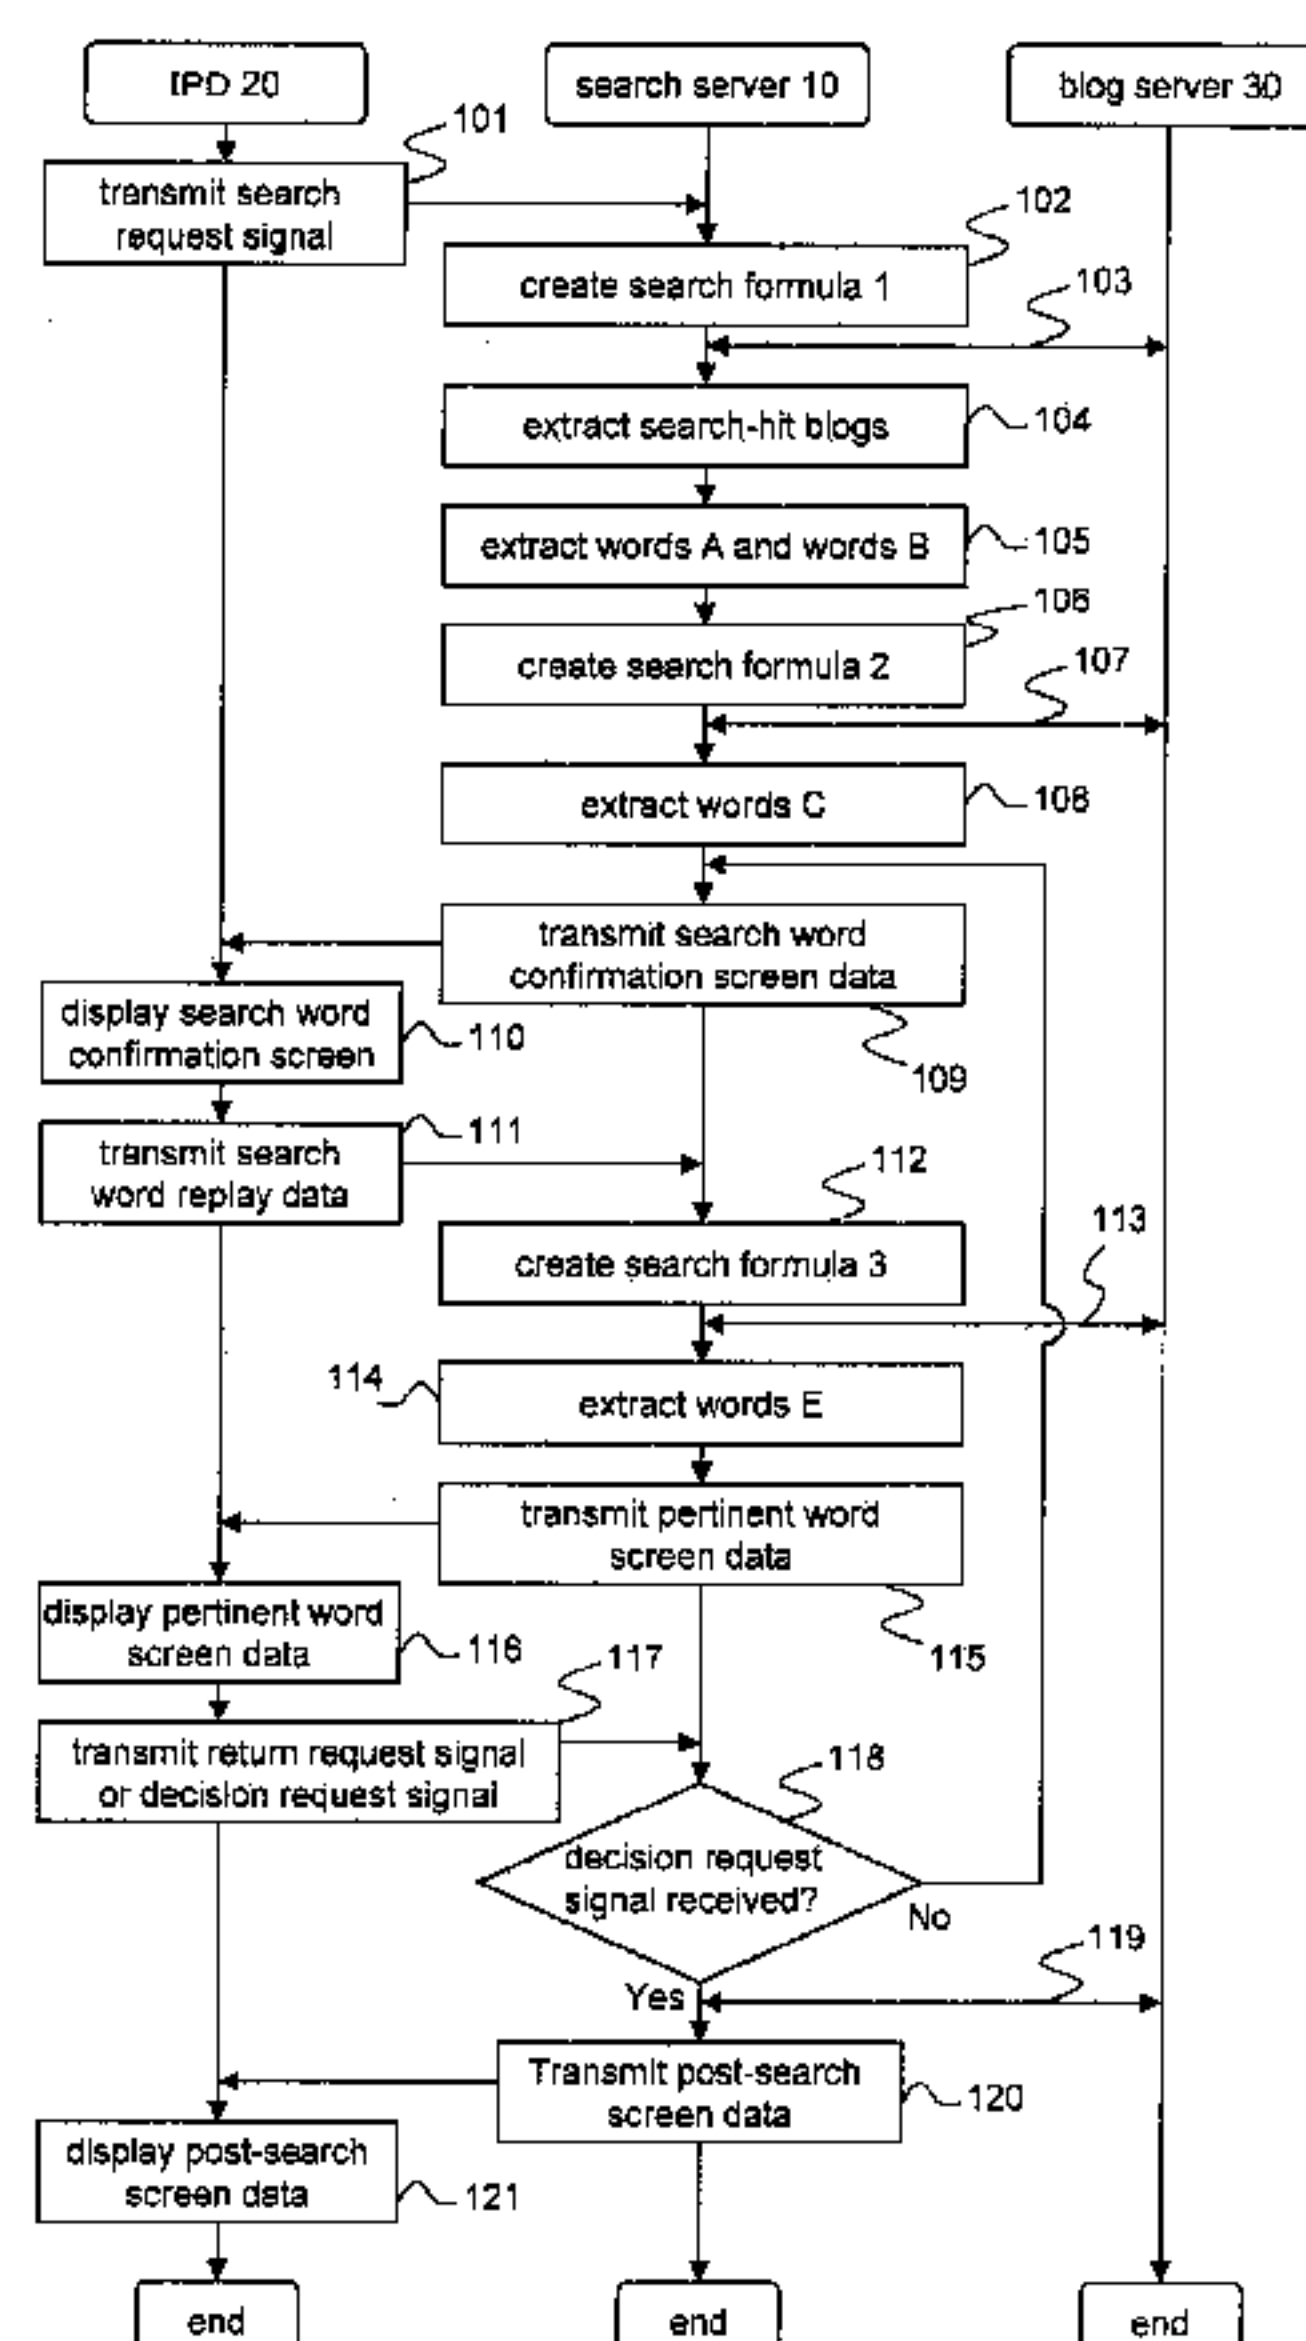 IPD 20
search server 10
blog server 30
101
transmit search
request signal
102
create search formula 1
103
extract search-hit blogs
104
extract words A and words B
105
106
create search formula 2
107
extract words C
108
transmit search word
confirmation screen data
109
display search word
confirmation screen
110
transmit search
word replay data
111
112
create search formula 3
113
114
extract words E
transmit pertinent word
screen data
115
display pertinent word
screen data
116
117
transmit return request signal
or decision request signal
118
decision request
signal received?
No
119
Yes
Transmit post-search
screen data
120
display post-search
screen data
121
end
end
end